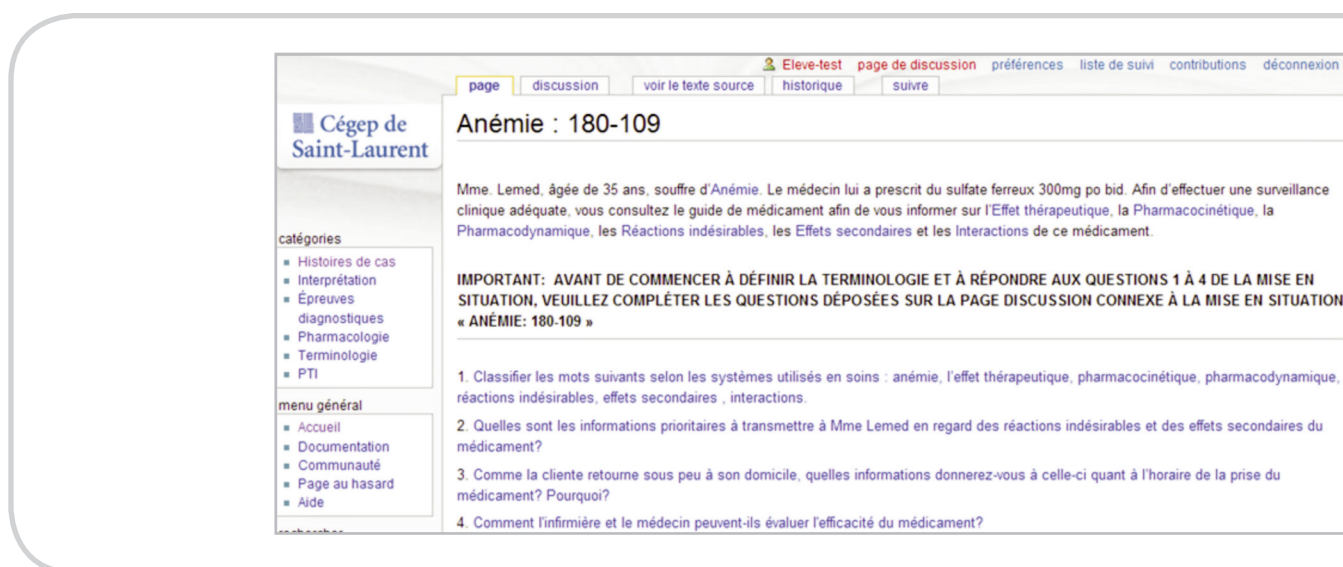 Eleve-test page de discussion préférences liste de suivi contributions déconnexion
page discussion voir le texte source historique suivre
Cégep de
Saint-Laurent
Anémie : 180-109
Mme. Lemed, âgée de 35 ans, souffre d'Anémie. Le médecin lui a prescrit du sulfate ferreux 300mg po bid. Afin d'effectuer une surveillance
clinique adéquate, vous consultez le guide de médicament afin de vous informer sur l'Effet thérapeutique, la Pharmacocinétique, la
Pharmacodynamique, les Réactions indésirables, les Effets secondaires et les Interactions de ce médicament.
catégories
Histoires de cas
Interprétation
Épreuves
diagnostiques
Pharmacologie
Terminologie
PTI
IMPORTANT: AVANT DE COMMENCER À DÉFINIR LA TERMINOLOGIE ET À RÉPONDRE AUX QUESTIONS 1 À 4 DE LA MISE EN
SITUATION, VEUILLEZ COMPLÉTER LES QUESTIONS DÉPOSÉES SUR LA PAGE DISCUSSION CONNEXE À LA MISE EN SITUATION
« ANÉMIE: 180-109 »
1. Classifier les mots suivants selon les systèmes utilisés en soins : anémie, l'effet thérapeutique, pharmacocinétique, pharmacodynamique,
réactions indésirables, effets secondaires , interactions.
2. Quelles sont les informations prioritaires à transmettre à Mme Lemed en regard des réactions indésirables et des effets secondaires du
médicament?
3. Comme la cliente retourne sous peu à son domicile, quelles informations donnerez-vous à celle-ci quant à l'horaire de la prise du
médicament? Pourquoi?
4. Comment l'infirmière et le médecin peuvent-ils évaluer l'efficacité du médicament?
menu général
Accueil
Documentation
Communauté
Page au hasard
Aide